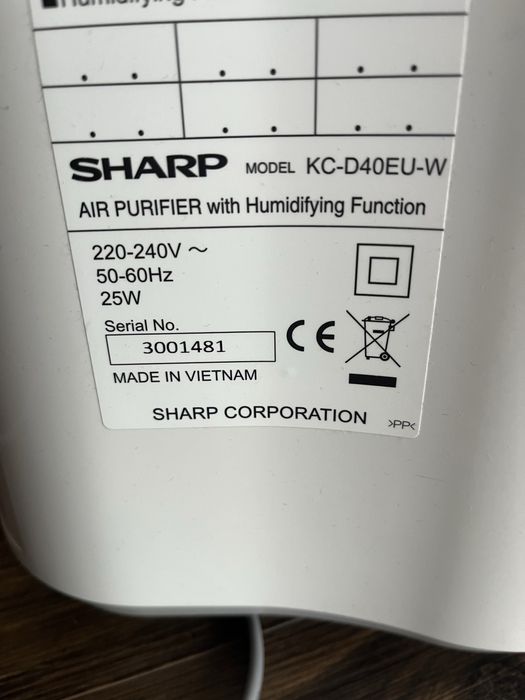 ■Humidifying
SHARP MODEL KC-D40EU-W
AIR PURIFIER with Humidifying Function
220-240V ~
50-60Hz
25W
Serial No.
3001481
CE
MADE IN VIETNAM
SHARP CORPORATION
>PP<